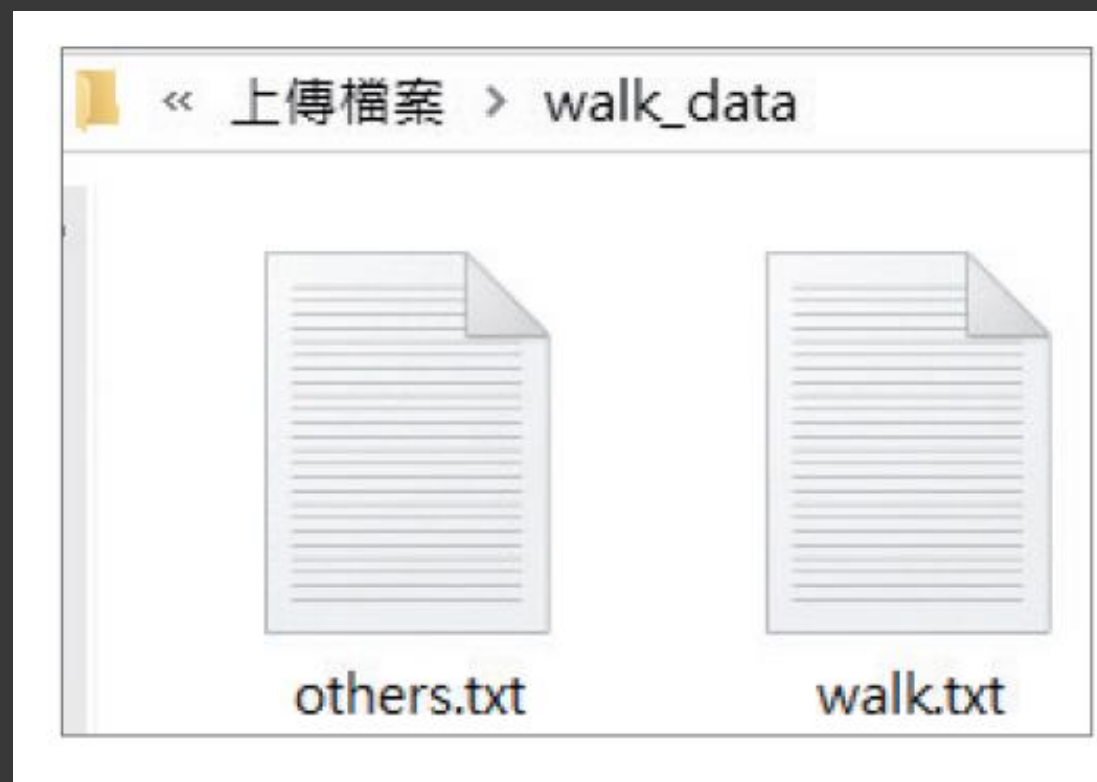 « 上傳檔案 > walk_data
others.txt
walk.txt